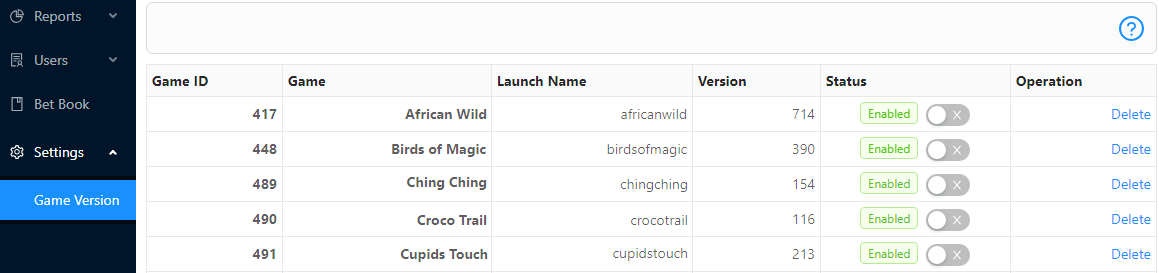 Reports
Users
Bet Book
Settings
Game Version
?
Game ID Game Launch Name Version Status Operation
417 African Wild africanwild 714 Enabled X Delete
448 Birds of Magic birdsofmagic 390 Enabled X Delete
489 Ching Ching chingching 154 Enabled X Delete
490 Croco Trail crocotrail 116 Enabled X Delete
491 Cupids Touch cupidstouch 213 Enabled X Delete